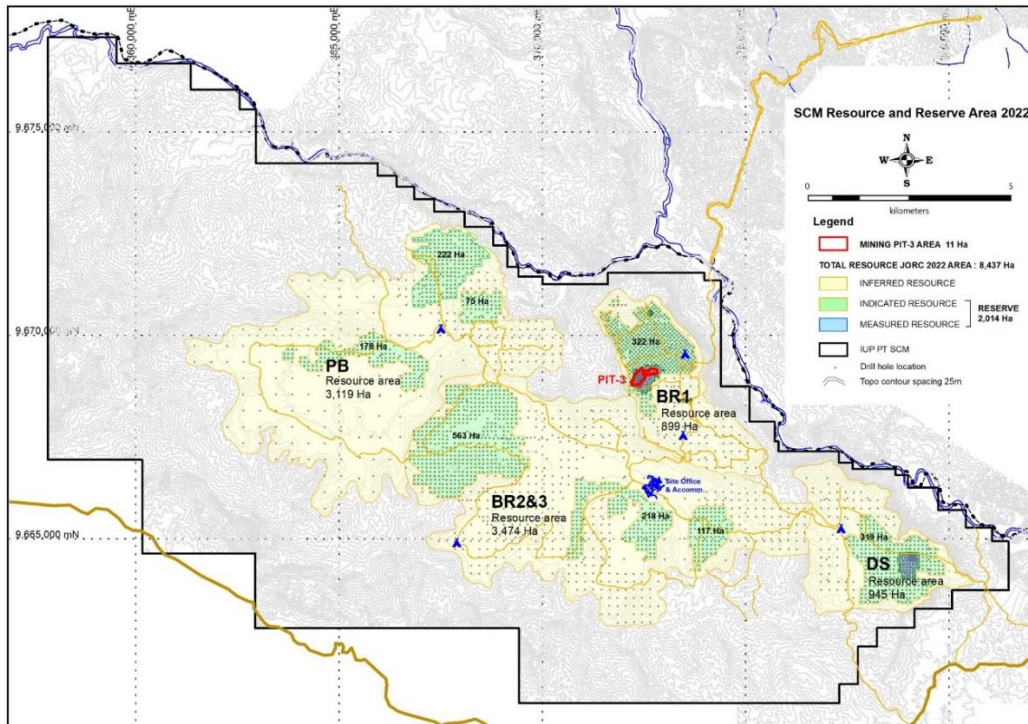 360,000 mE
365,000 mE
370,000 mE
9.675,000 mN
9.670,000 mN
9.665,000 mN
SCM Resource and Reserve Area 2022
N
W
E
S
0
5
kilometers
Legend
MINING PIT-3 AREA 11 Ha
TOTAL RESOURCE JORC 2022 AREA : 8,437 Ha
INFERRED RESOURCE
INDICATED RESOURCE
MEASURED RESOURCE
RESERVE
2,014 Ha
IUP PT SCM
Drill hole location
Topo contour spacing 25m
222 Ha
75 Ha
178 Ha
PB
Resource area
3,119 Ha
322 Ha
PIT-3
BR1
Resource area
899 Ha
563 Ha
BR2&3
Resource area
3,474 Ha
Site Office
& Accomm..
218 Ha
117 Ha
319 Ha
DS
Resource area
945 Ha